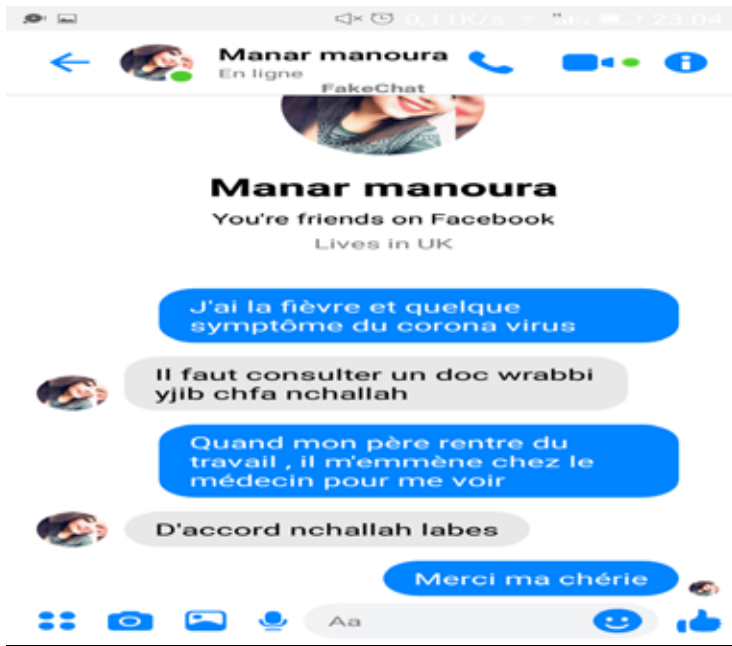 0,11K/s 23:04
Manar manoura
En ligne
FakeChat
Manar manoura
You're friends on Facebook
Lives in UK
J'ai la fièvre et quelque
symptôme du corona virus
Il faut consulter un doc wrabbi
yjib chfa nchallah
Quand mon père rentre du
travail , il m'emmène chez le
médecin pour me voir
D'accord nchallah labes
Merci ma chérie
Aa